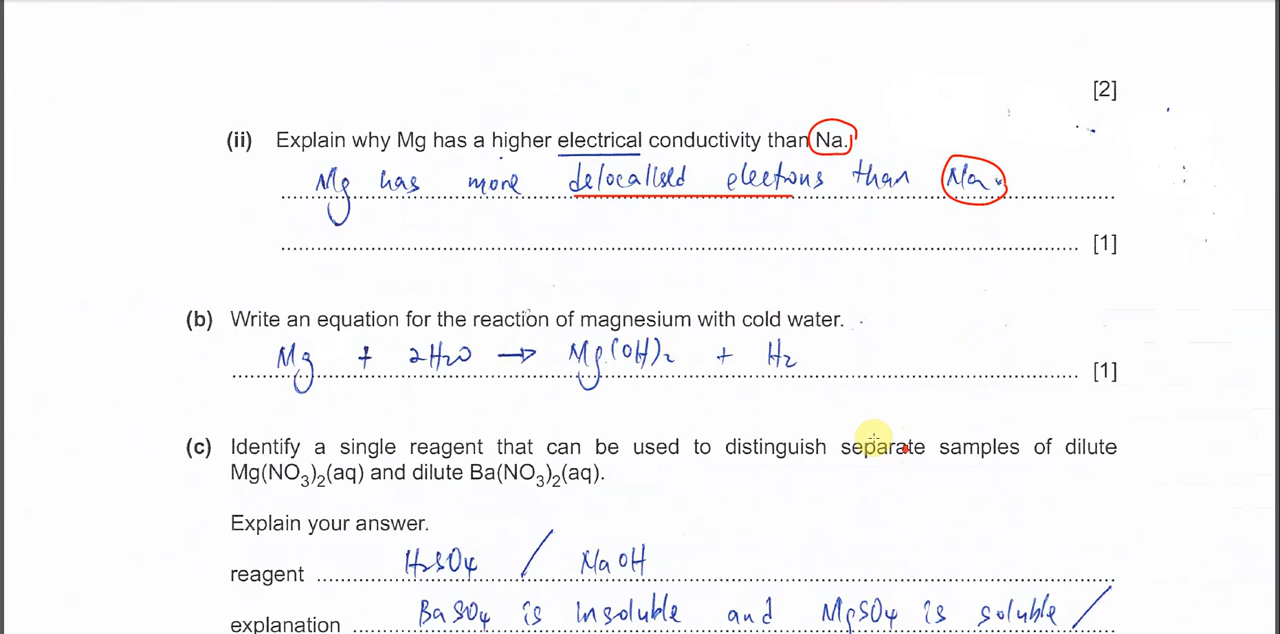 [2]
(ii) Explain why Mg has a higher electrical conductivity than Na.
Mg has more delocalised electrons than Na.
[1]
(b) Write an equation for the reaction of magnesium with cold water.
Mg + 2H2O → Mg(OH)2 + H2
[1]
(c) Identify a single reagent that can be used to distinguish separate samples of dilute
Mg(NO3)2(aq) and dilute Ba(NO3)2(aq).
Explain your answer.
reagent H2SO4 / NaOH
explanation BaSO4 is insoluble and MgSO4 is soluble /